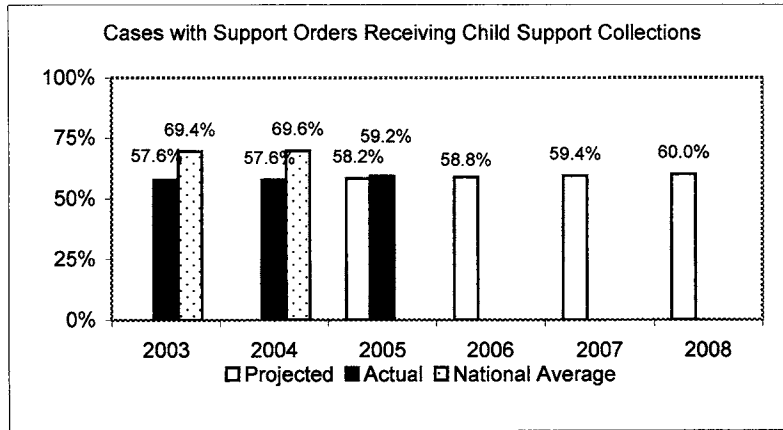 Cases with Support Orders Receiving Child Support Collections
100%
75%
50%
25%
0%
57.6% 69.4% 57.6% 69.6% 58.2% 59.2% 58.8% 59.4% 60.0%
2003 2004 2005 2006 2007 2008
Projected Actual National Average